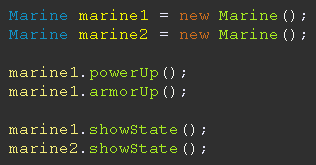 Marine marine1 = new Marine();
Marine marine2 = new Marine();
marine1.powerUp();
marine1.armorUp();
marine1.showState();
marine2.showState();